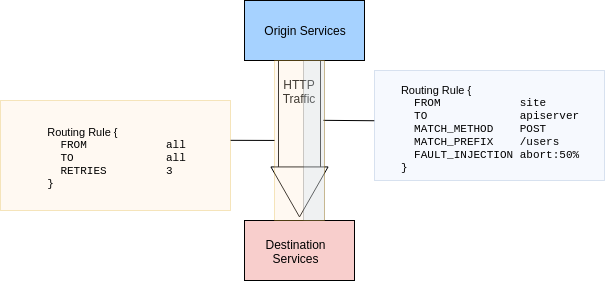 Origin Services
HTTP
Traffic
Routing Rule {
FROM all
TO all
RETRIES 3
}
Routing Rule {
FROM site
TO apiserver
MATCH_METHOD POST
MATCH_PREFIX /users
FAULT_INJECTION abort:50%
}
Destination
Services